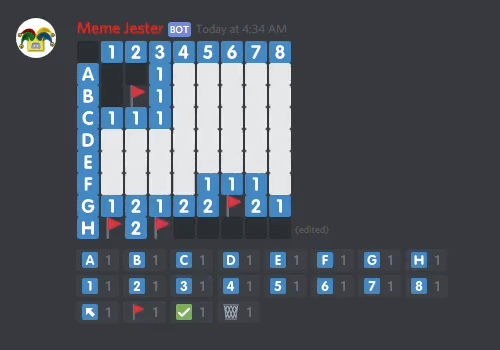 Meme Jester BOT Today at 4:34 AM
1 2 3 4 5 6 7 8
A 1
B 1
C 1 1 1
D
E
F 1 1 1
G 1 2 1 2 2 2 1
H 2 (edited)
A 1 B 1 C 1 D 1 E 1 F 1 G 1 H 1
1 1 2 1 3 1 4 1 5 1 6 1 7 1 8 1
1 1 1 1